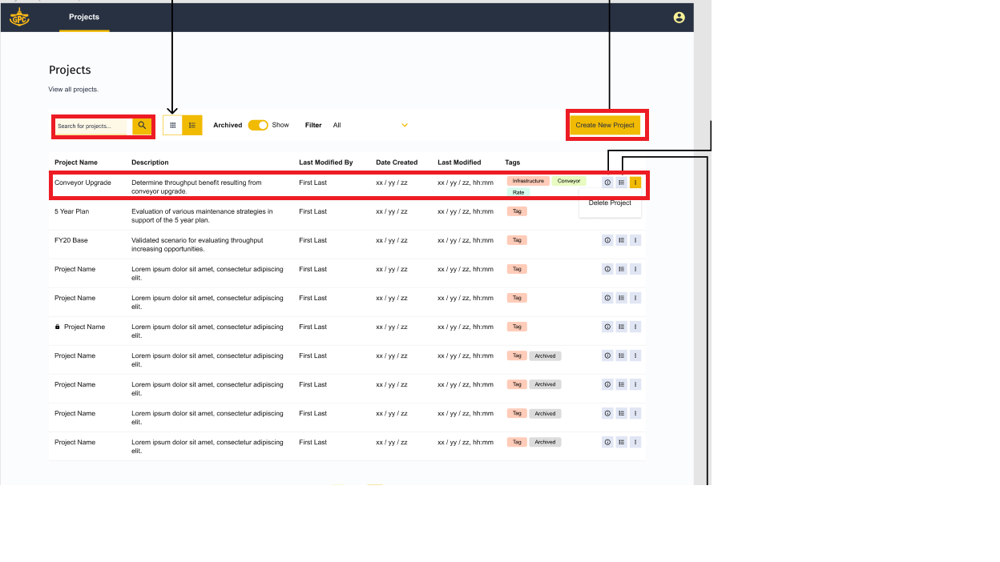 GPC
Projects
Projects
View all projects.
Search for projects...
Archived Show Filter All
Create New Project
Project Name Description Last Modified By Date Created Last Modified Tags
Conveyor Upgrade Determine throughput benefit resulting from First Last xx / yy / zz xx / yy / zz, hh:mm Infrastructure Conveyor
conveyor upgrade. Rate
Delete Project
5 Year Plan Evaluation of various maintenance strategies in First Last xx / yy / zz xx / yy / zz, hh:mm Tag
support of the 5 year plan.
FY20 Base Validated scenario for evaluating throughput First Last xx / yy / zz xx / yy / zz, hh:mm Tag
increasing opportunities.
Project Name Lorem ipsum dolor sit amet, consectetur adipiscing First Last xx / yy / zz xx / yy / zz, hh:mm Tag
elit.
Project Name Lorem ipsum dolor sit amet, consectetur adipiscing First Last xx / yy / zz xx / yy / zz, hh:mm Tag
elit.
Project Name Lorem ipsum dolor sit amet, consectetur adipiscing First Last xx / yy / zz xx / yy / zz, hh:mm Tag
elit.
Project Name Lorem ipsum dolor sit amet, consectetur adipiscing First Last xx / yy / zz xx / yy / zz, hh:mm Tag Archived
elit.
Project Name Lorem ipsum dolor sit amet, consectetur adipiscing First Last xx / yy / zz xx / yy / zz, hh:mm Tag Archived
elit.
Project Name Lorem ipsum dolor sit amet, consectetur adipiscing First Last xx / yy / zz xx / yy / zz, hh:mm Tag Archived
elit.
Project Name Lorem ipsum dolor sit amet, consectetur adipiscing First Last xx / yy / zz xx / yy / zz, hh:mm Tag Archived
elit.